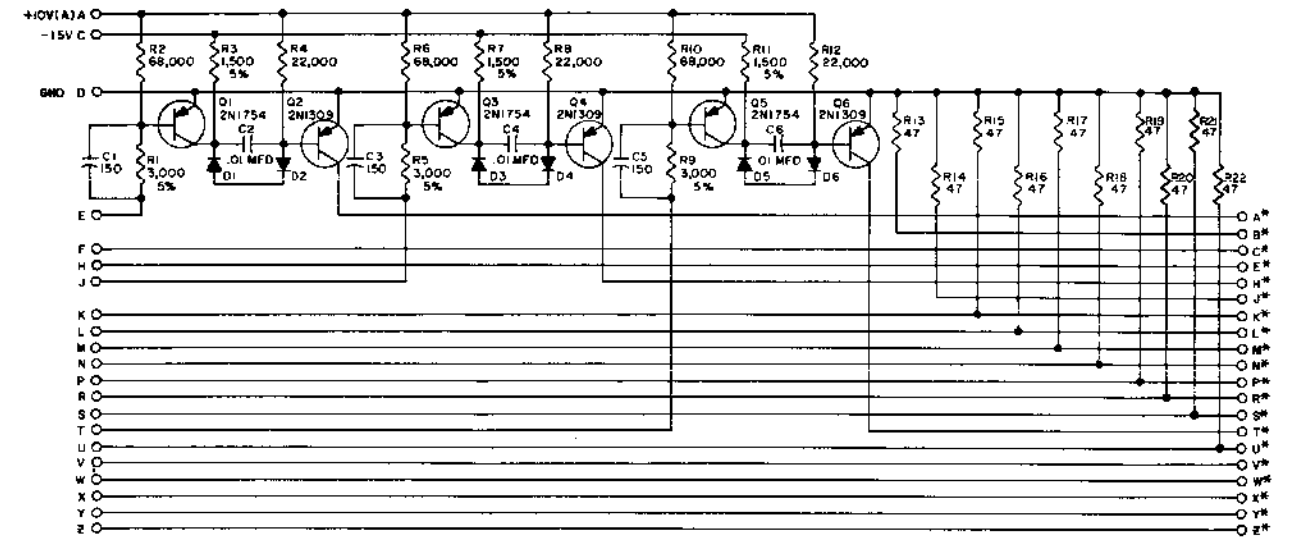 +10V(A)A
-15V C
GND D
R2
68,000
R3
1,500
5%
R4
22,000
R6
68,000
R7
1,500
5%
R8
22,000
R10
68,000
R11
1,500
5%
R12
22,000
Q1
2N1754
Q2
2N1309
Q3
2N1754
Q4
2N1309
Q5
2N1754
Q6
2N1309
C1
150
R1
3,000
5%
C2
.01 MFD
D1
D2
C3
150
R5
3,000
5%
C4
.01 MFD
D3
D4
C5
150
R9
3,000
5%
C6
.01 MFD
D5
D6
R13
47
R15
47
R17
47
R19
47
R21
47
R14
47
R16
47
R18
47
R20
47
R22
47
E
F
H
J
K
L
M
N
P
R
S
T
U
V
W
X
Y
Z
A*
B*
C*
E*
H*
J*
K*
L*
M*
N*
P*
R*
S*
T*
U*
V*
W*
X*
Y*
Z*